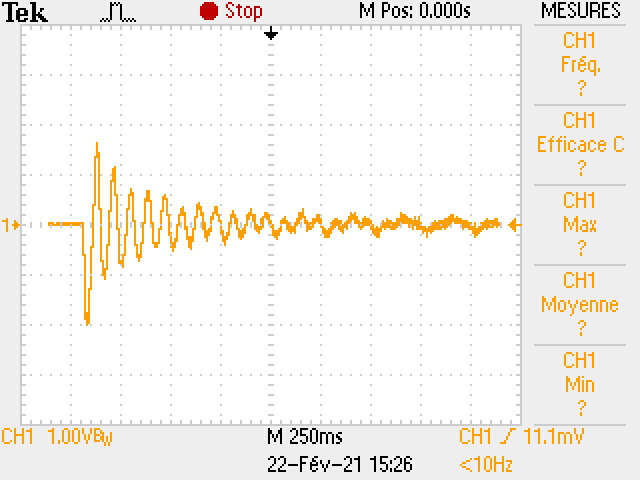 Tek Stop M Pos: 0.000s MESURES
CH1
Fréq.
?
CH1
Efficace C
?
CH1
Max
?
CH1
Moyenne
?
CH1
Min
?
1
CH1 1.00VBw M 250ms CH1 11.1mV
22-Fév-21 15:26 <10Hz